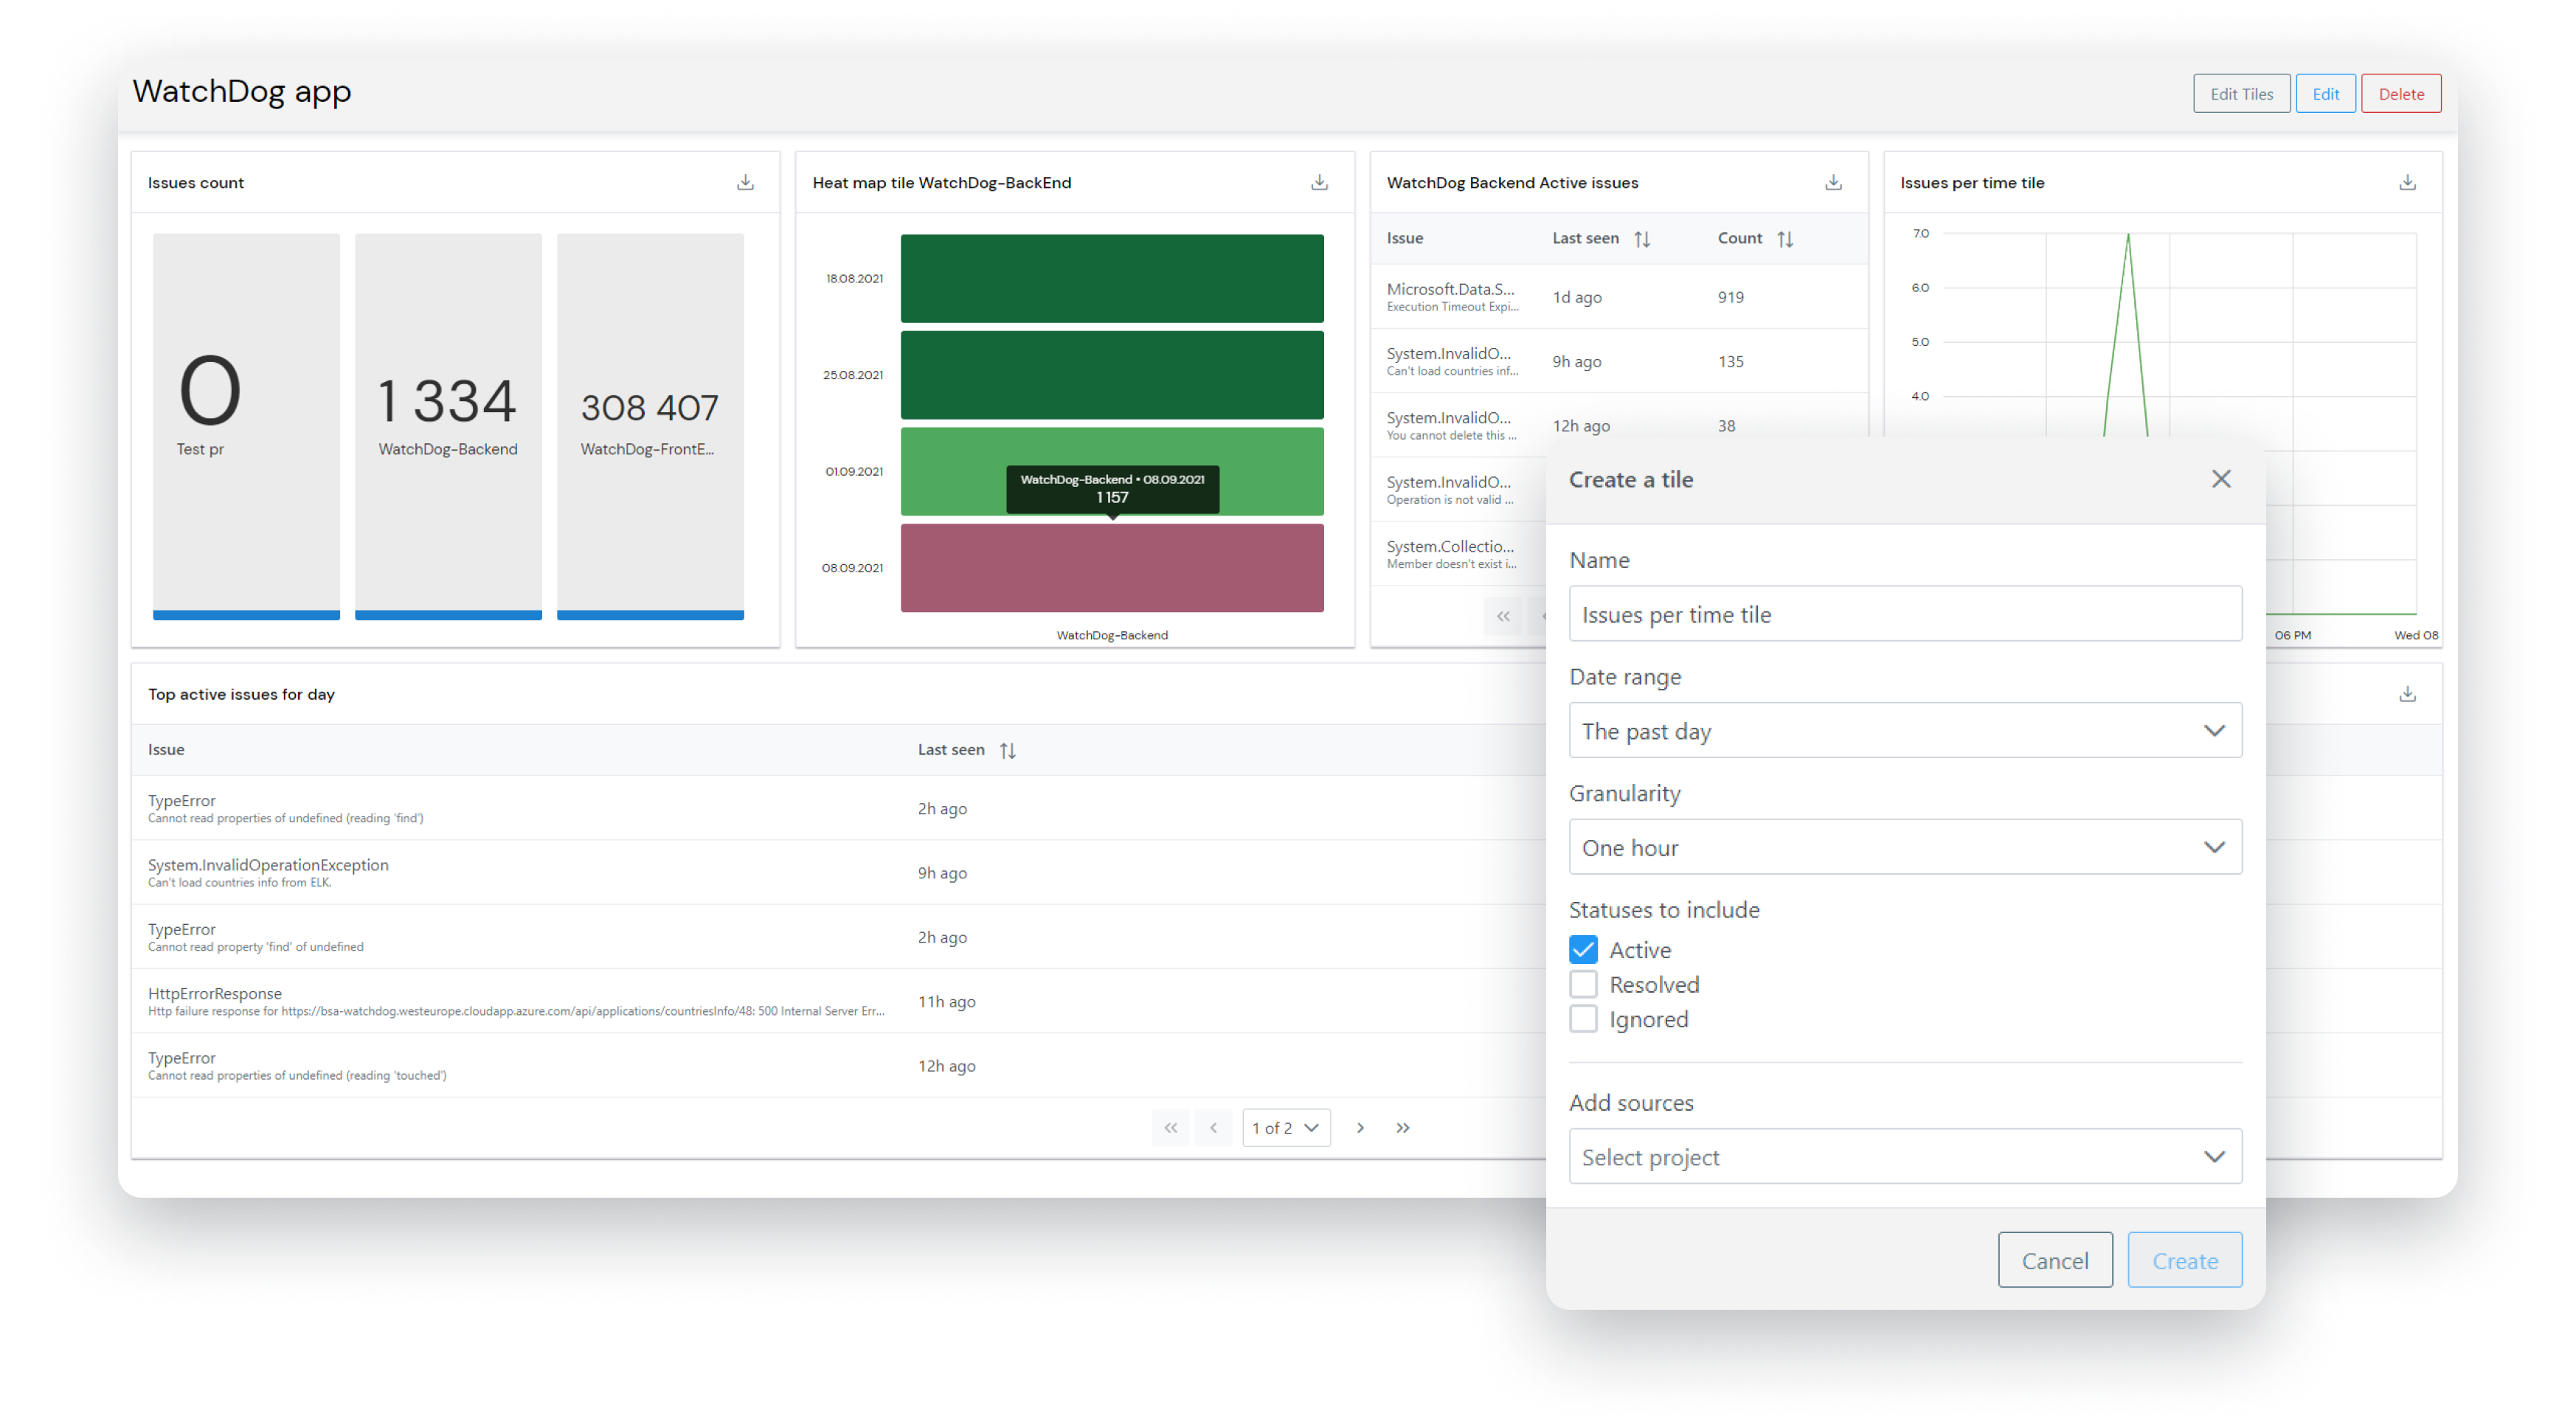 WatchDog app
Edit Tiles
Edit
Delete
Issues count
0
Test pr
1 334
WatchDog-Backend
308 407
WatchDog-FrontE...
Heat map tile WatchDog-BackEnd
18.08.2021
25.08.2021
01.09.2021
WatchDog-Backend • 08.09.2021
1 157
08.09.2021
WatchDog-Backend
WatchDog Backend Active issues
Issue Last seen Count
Microsoft.Data.S... 1d ago 919
Execution Timeout Expi...
System.InvalidO... 9h ago 135
Can't load countries inf...
System.InvalidO... 12h ago 38
You cannot delete this ...
System.InvalidO...
Operation is not valid ...
System.Collectio...
Member doesn't exist i...
Issues per time tile
7.0
6.0
5.0
4.0
06 PM Wed 08
Top active issues for day
Issue Last seen
TypeError 2h ago
Cannot read properties of undefined (reading 'find')
System.InvalidOperationException 9h ago
Can't load countries info from ELK.
TypeError 2h ago
Cannot read property 'find' of undefined
HttpErrorResponse 11h ago
Http failure response for https://bsa-watchdog.westeurope.cloudapp.azure.com/api/applications/countriesInfo/48: 500 Internal Server Err...
TypeError 12h ago
Cannot read properties of undefined (reading 'touched')
1 of 2
Create a tile
Name
Issues per time tile
Date range
The past day
Granularity
One hour
Statuses to include
Active
Resolved
Ignored
Add sources
Select project
Cancel
Create